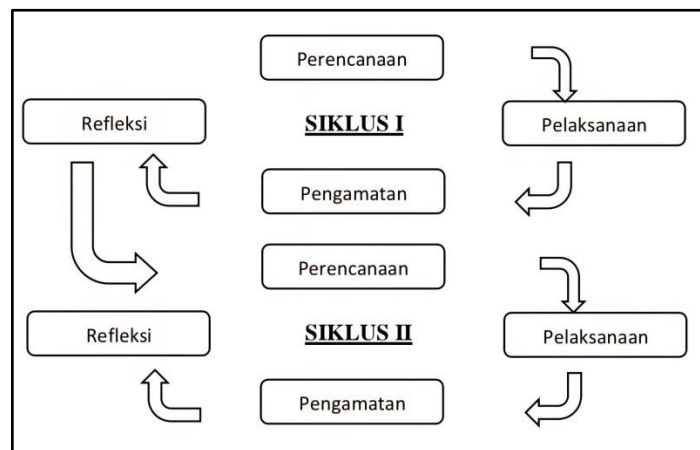 Perencanaan
Refleksi
SIKLUS I
Pelaksanaan
Pengamatan
Perencanaan
Refleksi
SIKLUS II
Pelaksanaan
Pengamatan